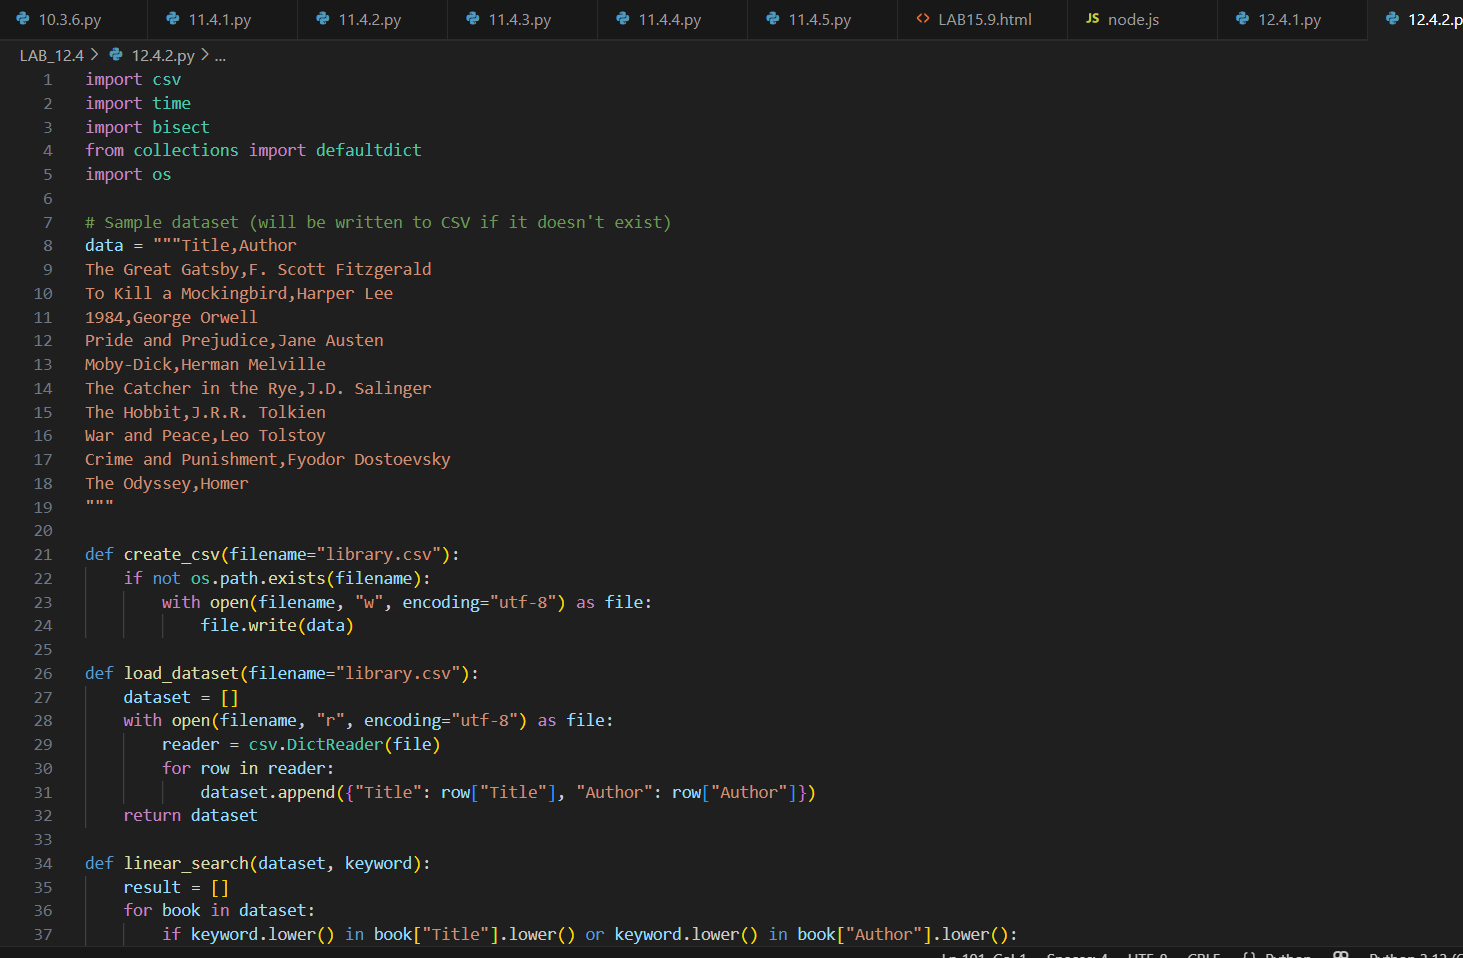 10.3.6.py 11.4.1.py 11.4.2.py 11.4.3.py 11.4.4.py 11.4.5.py <> LAB15.9.html JS node.js 12.4.1.py 12.4.2.p
LAB_12.4 > 12.4.2.py > ...
1 import csv
2 import time
3 import bisect
4 from collections import defaultdict
5 import os
6
7 # Sample dataset (will be written to CSV if it doesn't exist)
8 data = """Title,Author
9 The Great Gatsby,F. Scott Fitzgerald
10 To Kill a Mockingbird,Harper Lee
11 1984,George Orwell
12 Pride and Prejudice,Jane Austen
13 Moby-Dick,Herman Melville
14 The Catcher in the Rye,J.D. Salinger
15 The Hobbit,J.R.R. Tolkien
16 War and Peace,Leo Tolstoy
17 Crime and Punishment,Fyodor Dostoevsky
18 The Odyssey,Homer
19 """
20
21 def create_csv(filename="library.csv"):
22     if not os.path.exists(filename):
23         with open(filename, "w", encoding="utf-8") as file:
24             file.write(data)
25
26 def load_dataset(filename="library.csv"):
27     dataset = []
28     with open(filename, "r", encoding="utf-8") as file:
29         reader = csv.DictReader(file)
30         for row in reader:
31             dataset.append({"Title": row["Title"], "Author": row["Author"]})
32     return dataset
33
34 def linear_search(dataset, keyword):
35     result = []
36     for book in dataset:
37         if keyword.lower() in book["Title"].lower() or keyword.lower() in book["Author"].lower():